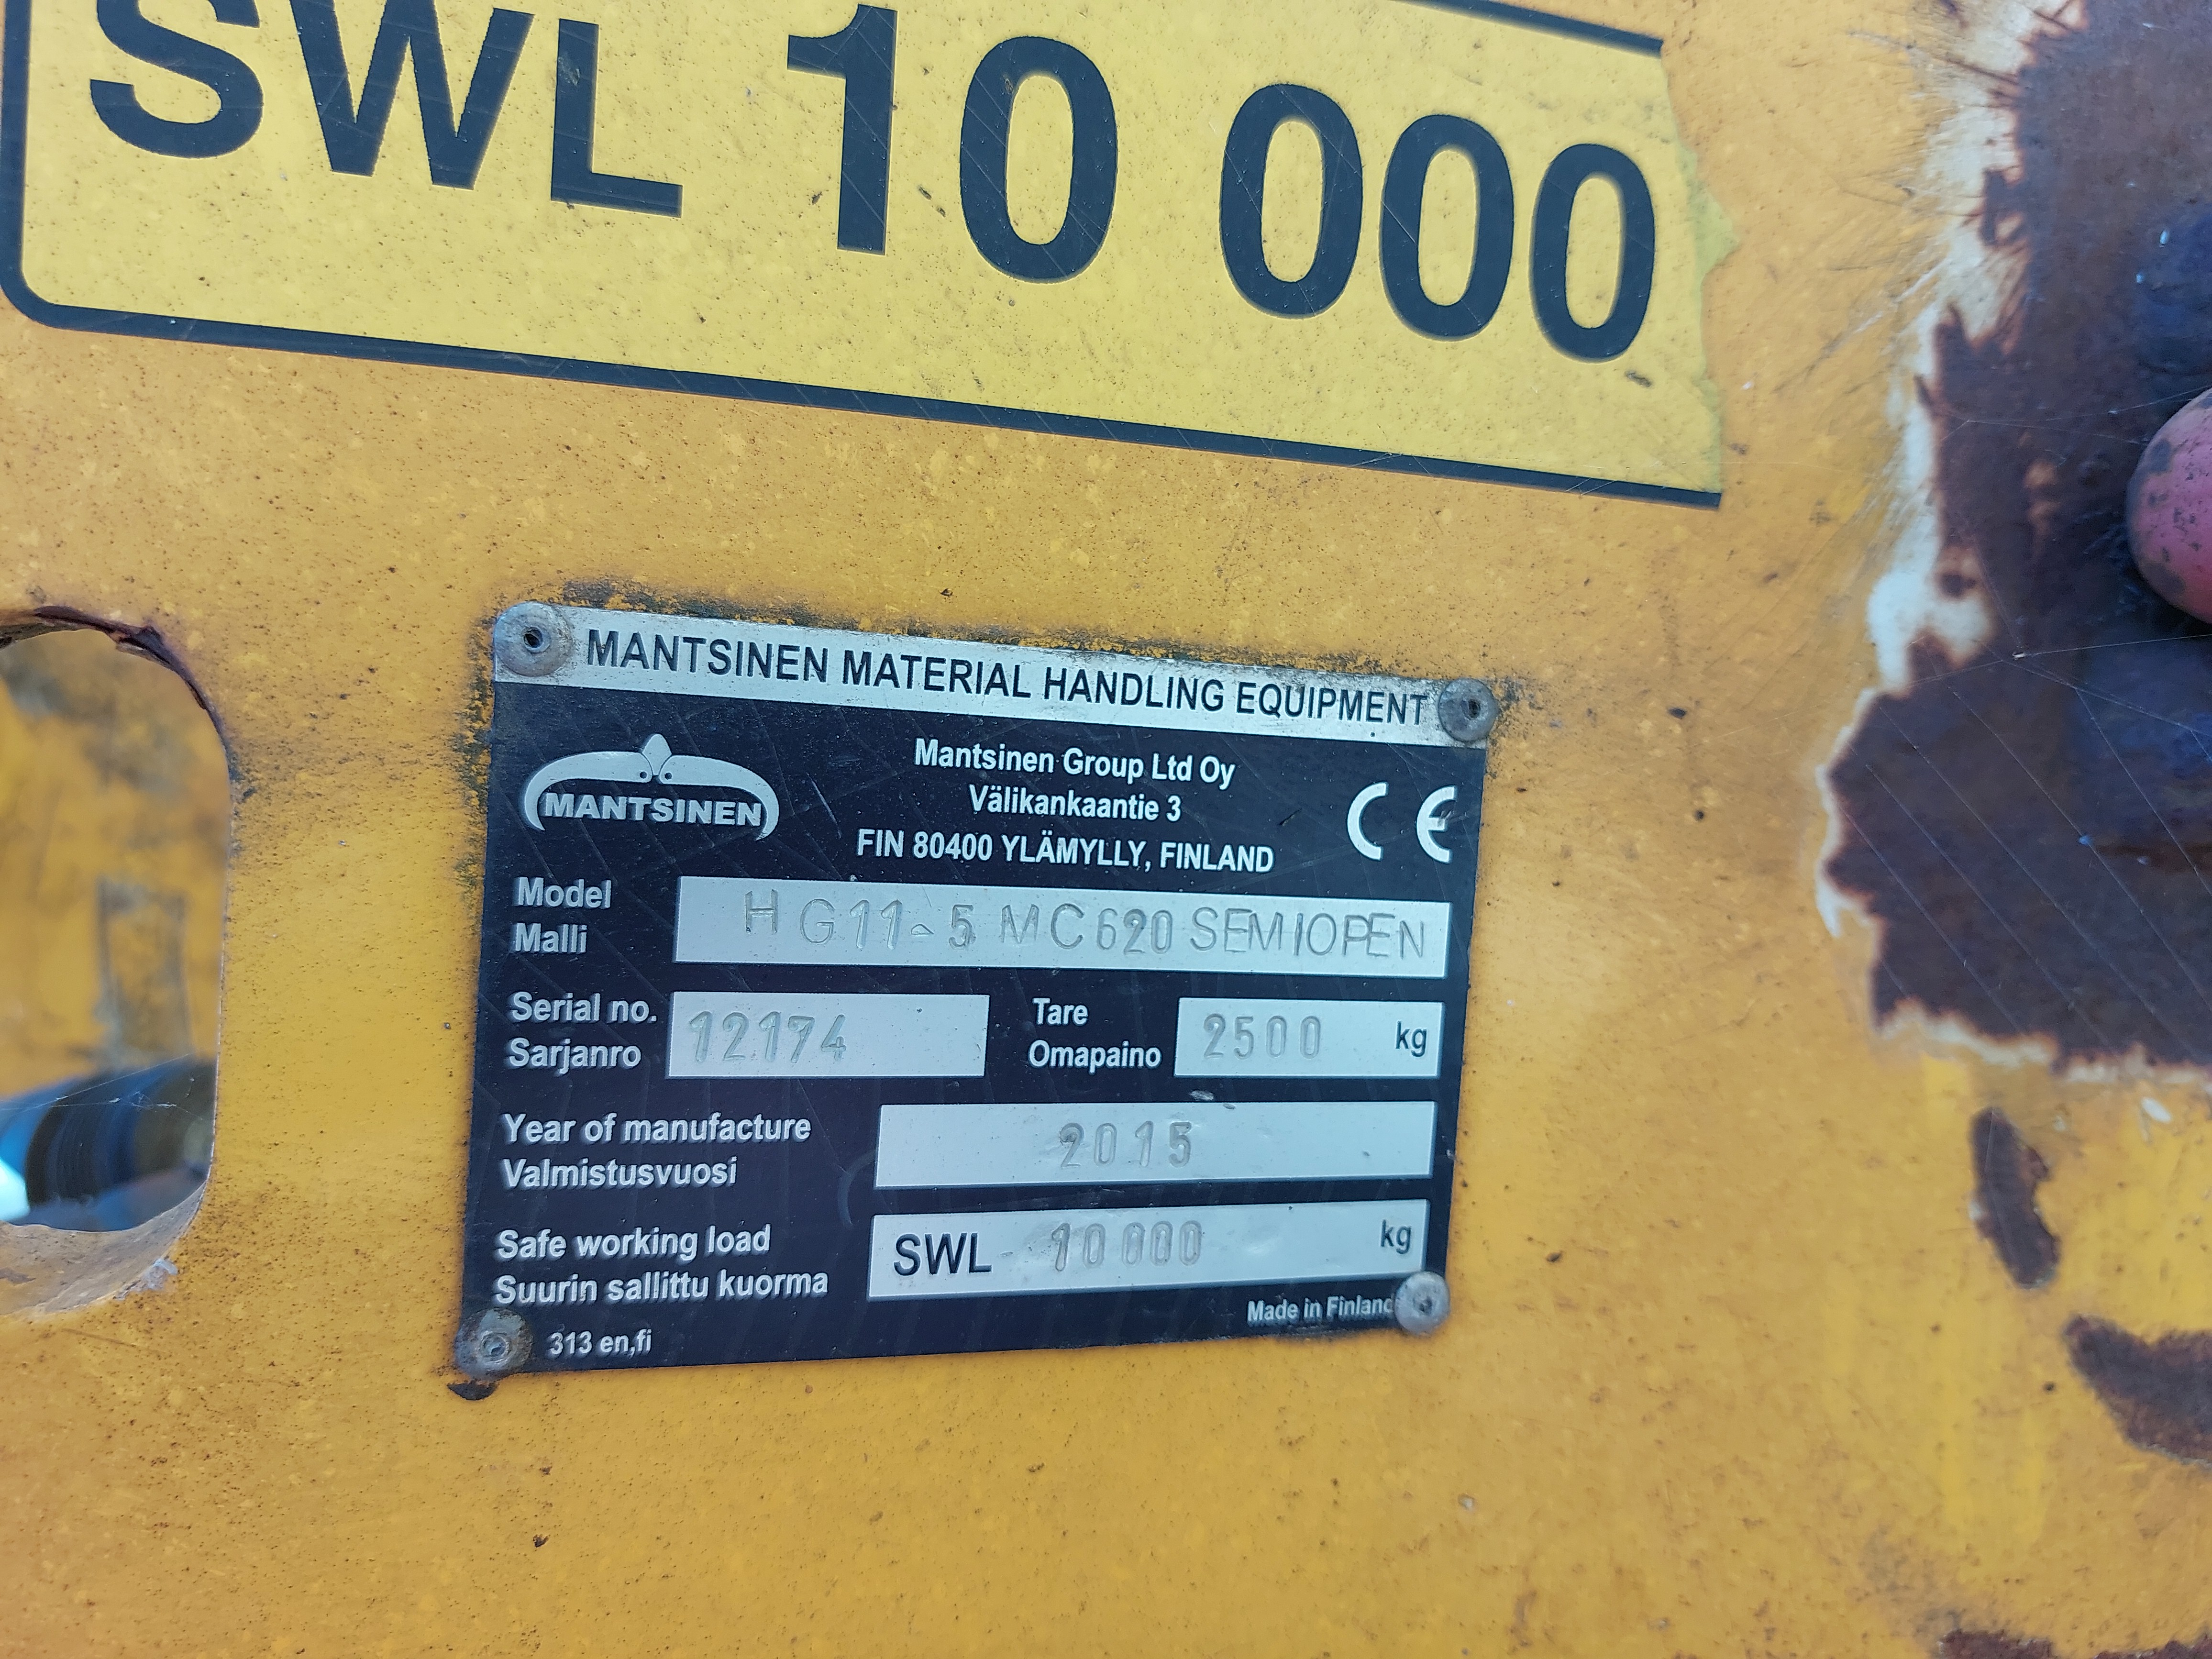 SWL 10 000
MANTSINEN MATERIAL HANDLING EQUIPMENT
MANTSINEN
Mantsinen Group Ltd Oy
Välikankaantie 3
FIN 80400 YLÄMYLLY, FINLAND
CE
Model
Malli
HG11-5 MC620 SEMIOPEN
Serial no.
Sarjanro
12174
Tare
Omapaino
2500 kg
Year of manufacture
Valmistusvuosi
2015
Safe working load
Suurin sallittu kuorma
SWL 10000 kg
Made in Finland
313 en,fi